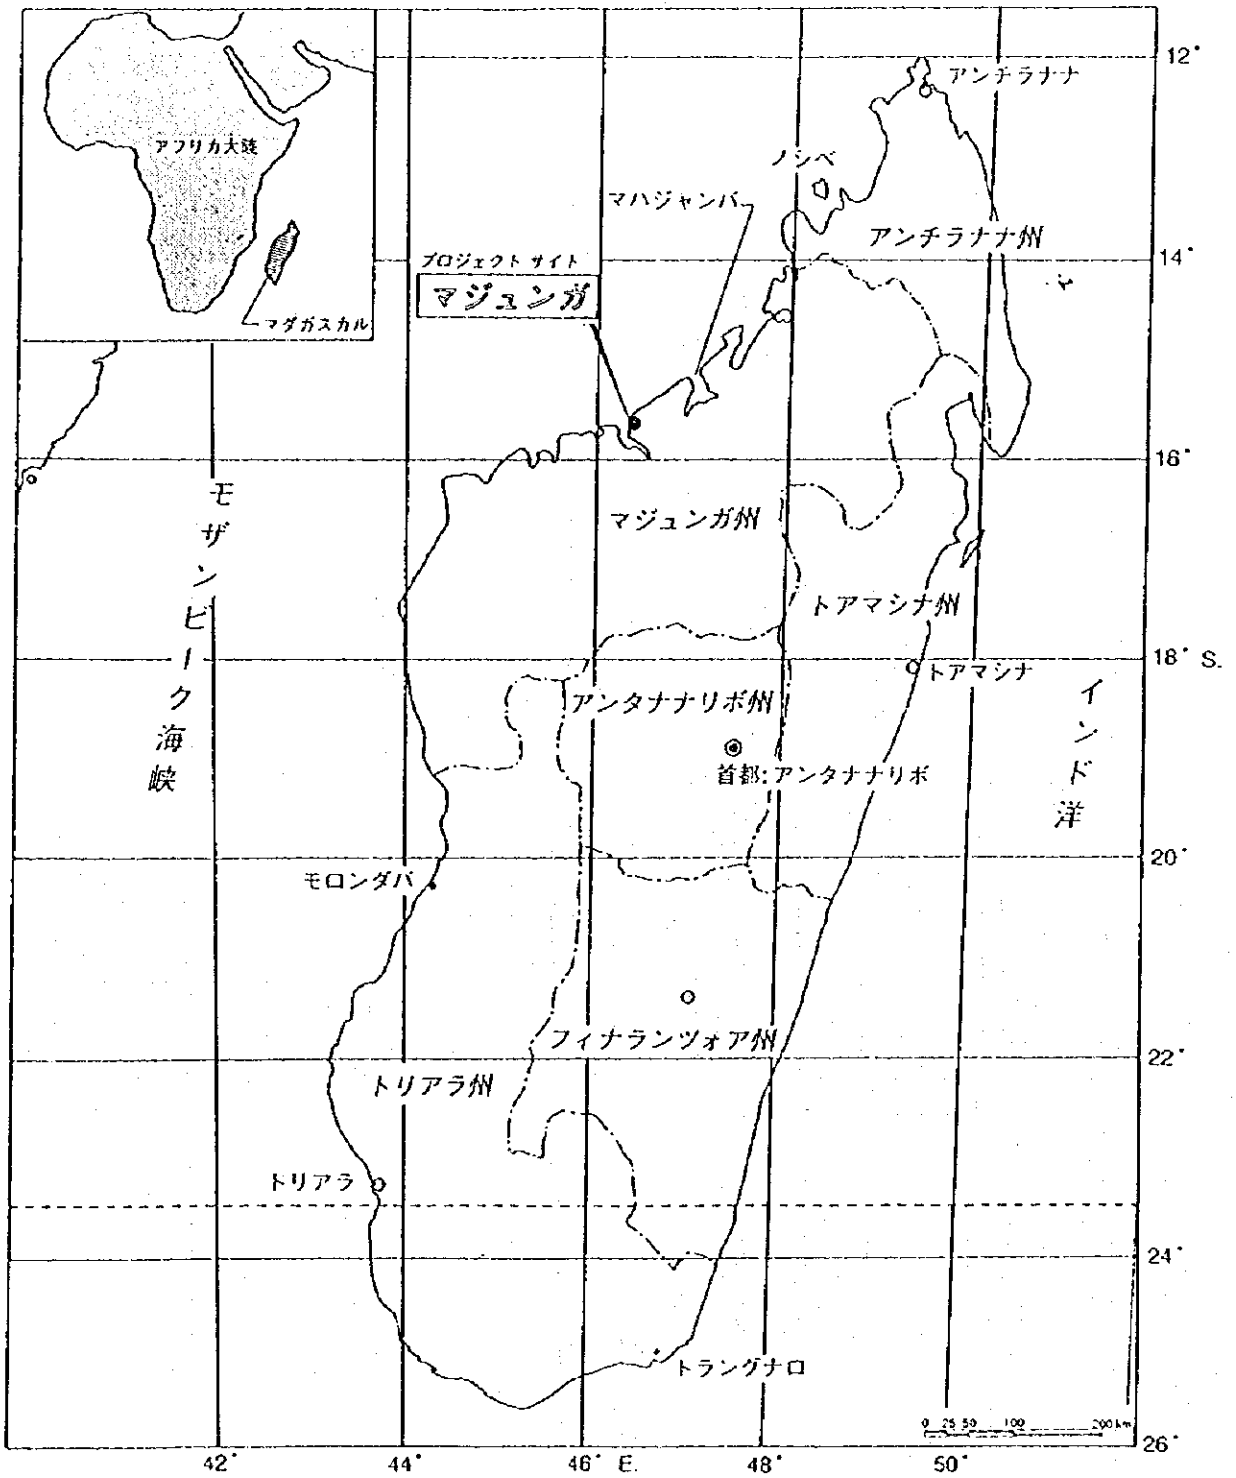 アフリカ大陸
マダガスカル
12°
アンチラナナ
ノシベ
マハジャンバ
アンチラナナ州
プロジェクト サイト
マジュンガ
14°
16°
モザンビーク海峡
マジュンガ州
トアマシナ州
18° S.
トアマシナ
アンタナナリボ州
インド洋
首都:アンタナナリボ
20°
モロンダバ
フィナランツォア州
22°
トリアラ州
トリアラ
24°
トラングナロ
0 25 50 100 200km
26°
42° 44° 46° E. 48° 50°